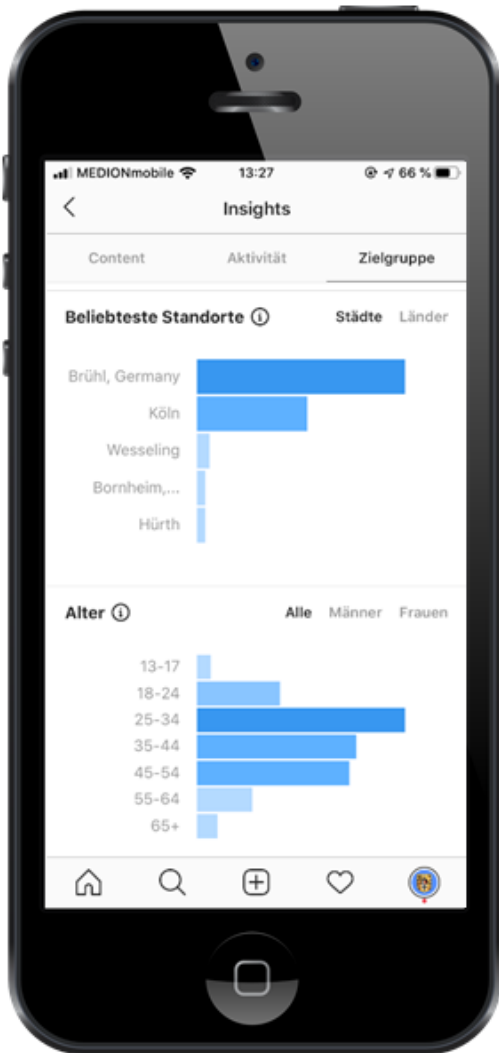 MEDIONmobile 13:27 66 %
Insights
Content Aktivität Zielgruppe
Beliebteste Standorte Städte Länder
Brühl, Germany
Köln
Wesseling
Bornheim,...
Hürth
Alter Alle Männer Frauen
13-17
18-24
25-34
35-44
45-54
55-64
65+